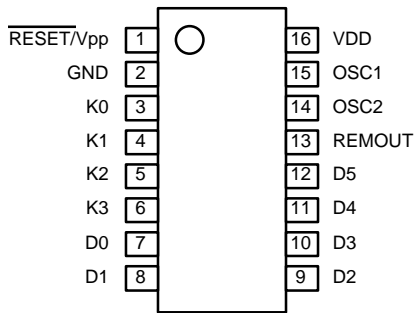 RESET/Vpp 1 16 VDD
GND 2 15 OSC1
K0 3 14 OSC2
K1 4 13 REMOUT
K2 5 12 D5
K3 6 11 D4
D0 7 10 D3
D1 8 9 D2